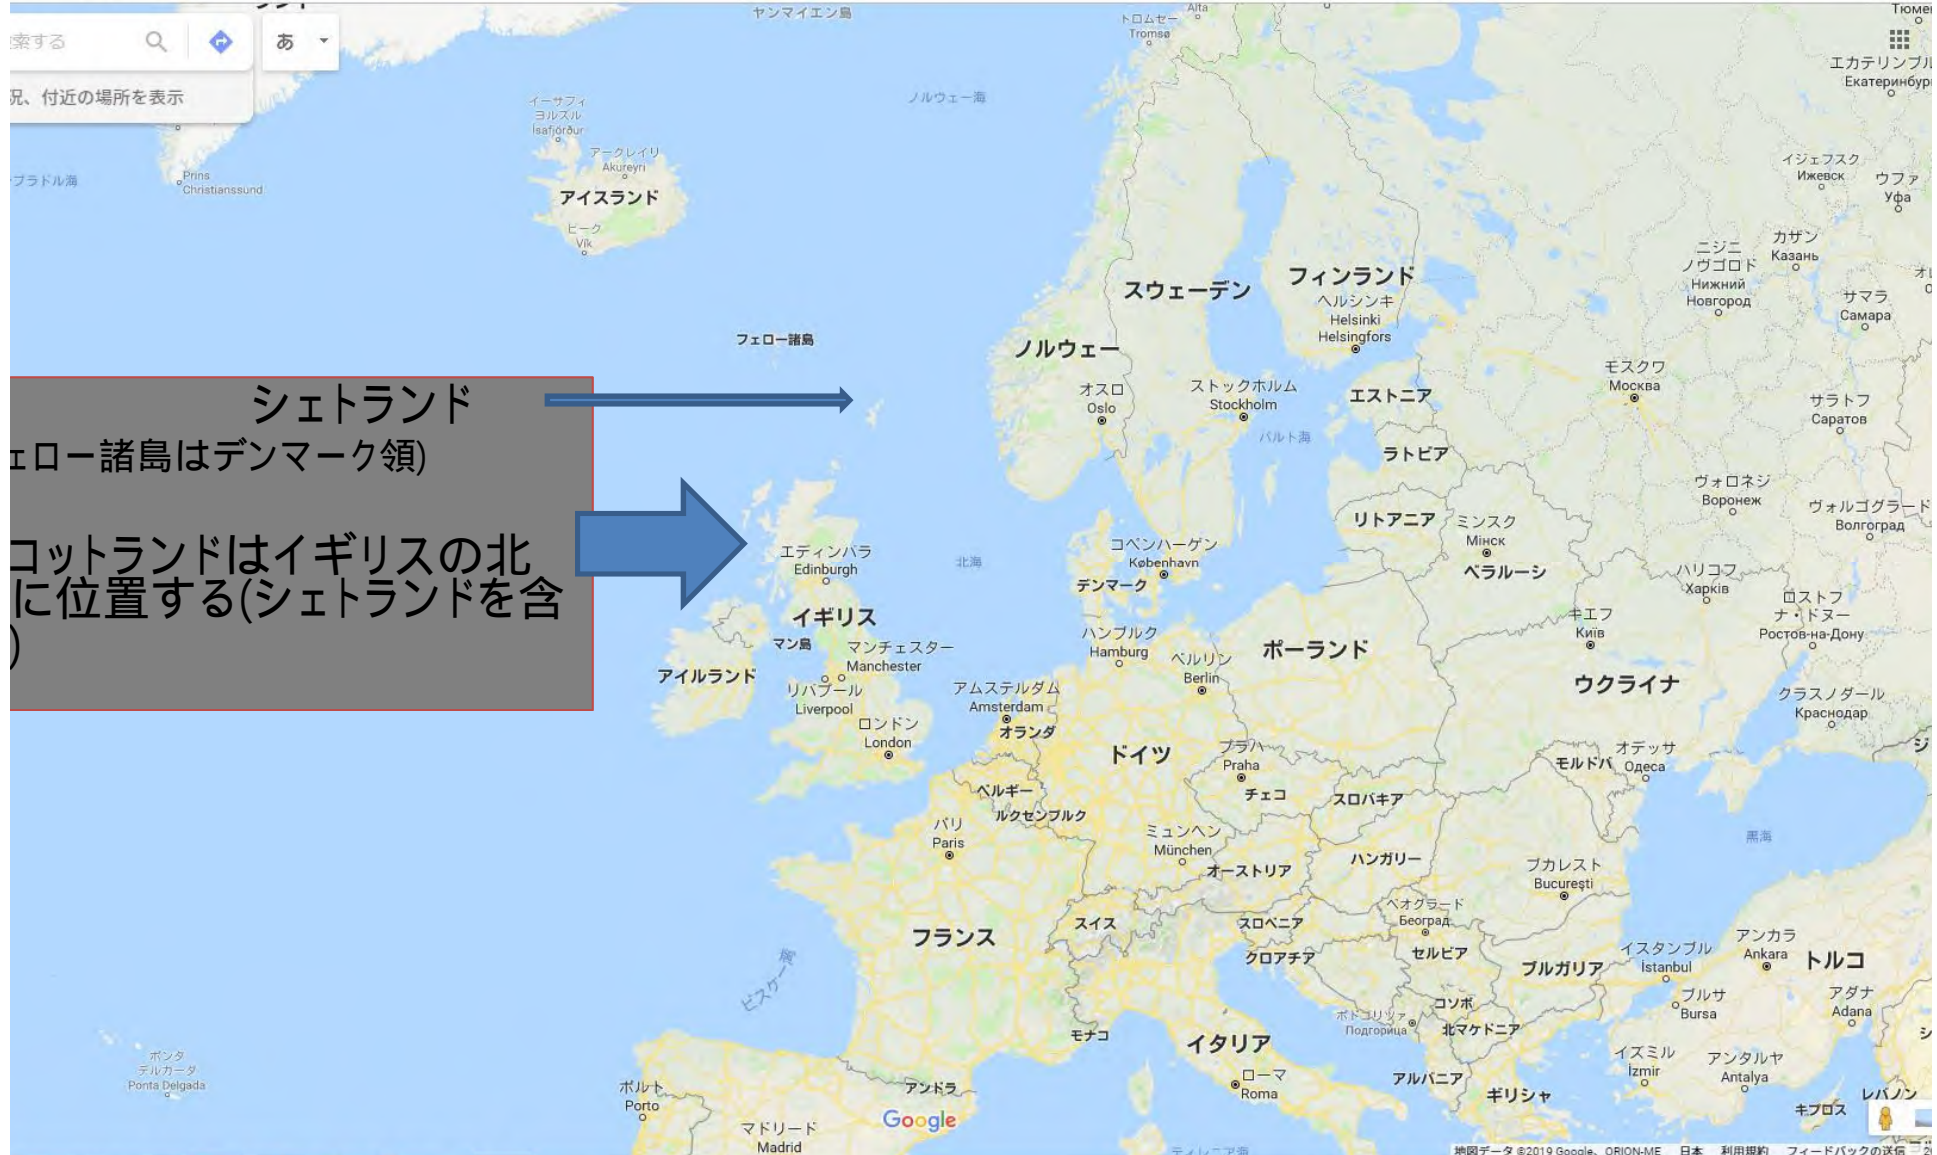 ヤンマイエン島
トロムセー
Tromsø
Alta
Тюме
索する
あ
況、付近の場所を表示
エカテリンブル
Екатеринбур
イーサフィ
ヨルズル
Ísafjörður
ノルウェー海
アークレイリ
Akureyri
アイスランド
ビーク
Vík
ブラドル海
Prins
Christianssund
イジェフスク
Ижевск
ウファ
Уфа
カザン
Казань
ニジニ
ノヴゴロド
Нижний
Новгород
サマラ
Самара
スウェーデン
フィンランド
ヘルシンキ
Helsinki
Helsingfors
フェロー諸島
ノルウェー
オスロ
Oslo
ストックホルム
Stockholm
エストニア
モスクワ
Москва
サラトフ
Саратов
バルト海
ラトビア
シェトランド
ェロー諸島はデンマーク領)
コットランドはイギリスの北
に位置する(シェトランドを含
)
ヴォロネジ
Воронеж
ヴォルゴグラード
Волгоград
リトアニア
ミンスク
Мінск
ベラルーシ
エディンバラ
Edinburgh
北海
コペンハーゲン
København
デンマーク
ハリコフ
Харків
ロストフ
ナ・ドヌー
Ростов-на-Дону
キエフ
Київ
イギリス
マン島
マンチェスター
Manchester
ハンブルク
Hamburg
ベルリン
Berlin
ポーランド
アイルランド
リバプール
Liverpool
アムステルダム
Amsterdam
オランダ
ウクライナ
クラスノダール
Краснодар
ロンドン
London
ドイツ
プラハ
Praha
チェコ
スロバキア
モルドバ
オデッサ
Одеса
ジ
ベルギー
ルクセンブルク
パリ
Paris
ミュンヘン
München
オーストリア
ハンガリー
黒海
ブカレスト
București
フランス
スイス
スロベニア
クロアチア
ベオグラード
Београд
セルビア
ブルガリア
イスタンブル
İstanbul
アンカラ
Ankara
トルコ
ビスケー湾
コソボ
ポドゴリツァ
Подгорица
北マケドニア
ブルサ
Bursa
アダナ
Adana
シ
ポンタ
デルガーダ
Ponta Delgada
モナコ
イタリア
ローマ
Roma
イズミル
İzmir
アンタルヤ
Antalya
ポルト
Porto
アンドラ
アルバニア
ギリシャ
キプロス
レバノン
Google
マドリード
Madrid
ティレニア海
地図データ ©2019 Google、ORION-ME 日本 利用規約 フィードバックの送信